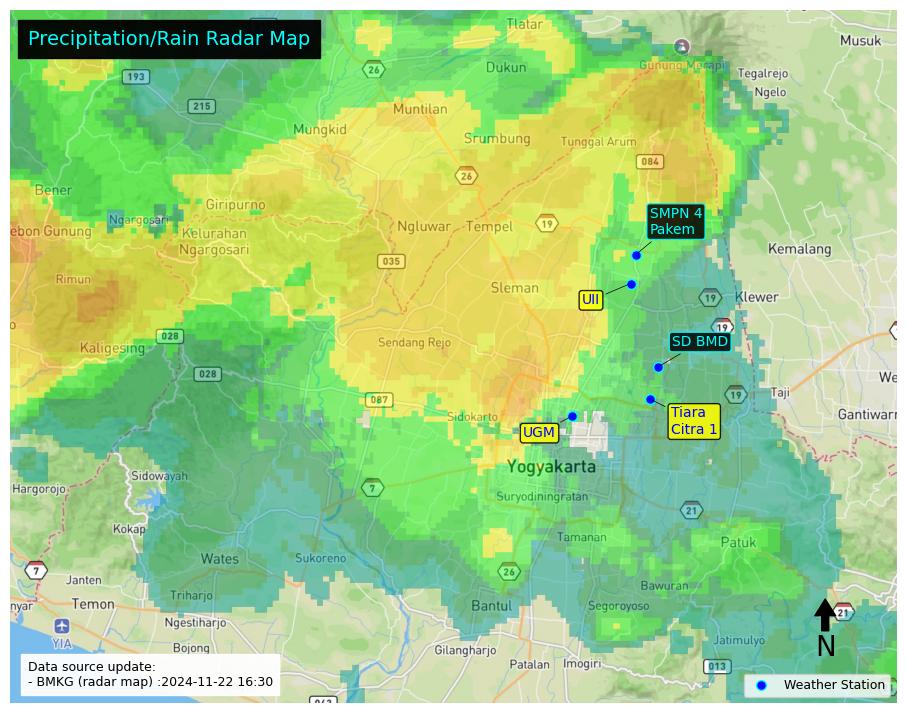 Precipitation/Rain Radar Map
Tlatar
Musuk
Gunung Merapi
Dukun
26
Tegalrejo
193
Ngelo
215
Muntilan
Mungkid
Srumbung
Tunggal Arum
084
26
Bener
Giripurno
Ngargosari
SMPN 4
Pakem
Ngluwar
Tempel
19
ebon Gunung
Kelurahan
Ngargosari
Kemalang
035
Rimun
Sleman
UII
19
Klewer
19
028
Sendang Rejo
SD BMD
Kaligesing
028
We
087
19
Taji
Tiara
Citra 1
Gantiwarn
Sidokarto
UGM
Yogyakarta
Sidowayah
7
Hargorojo
Suryodiningratan
21
Kokap
Tamanan
Patuk
Wates
Sukoreno
7
26
Janten
Bawuran
Triharjo
nyar
Temon
Bantul
Segoroyoso
21
Ngestiharjo
N
YIA
Jatimulyo
Bojong
Gilangharjo
Patalan
Imogiri
013
Data source update:
- BMKG (radar map) :2024-11-22 16:30
Weather Station